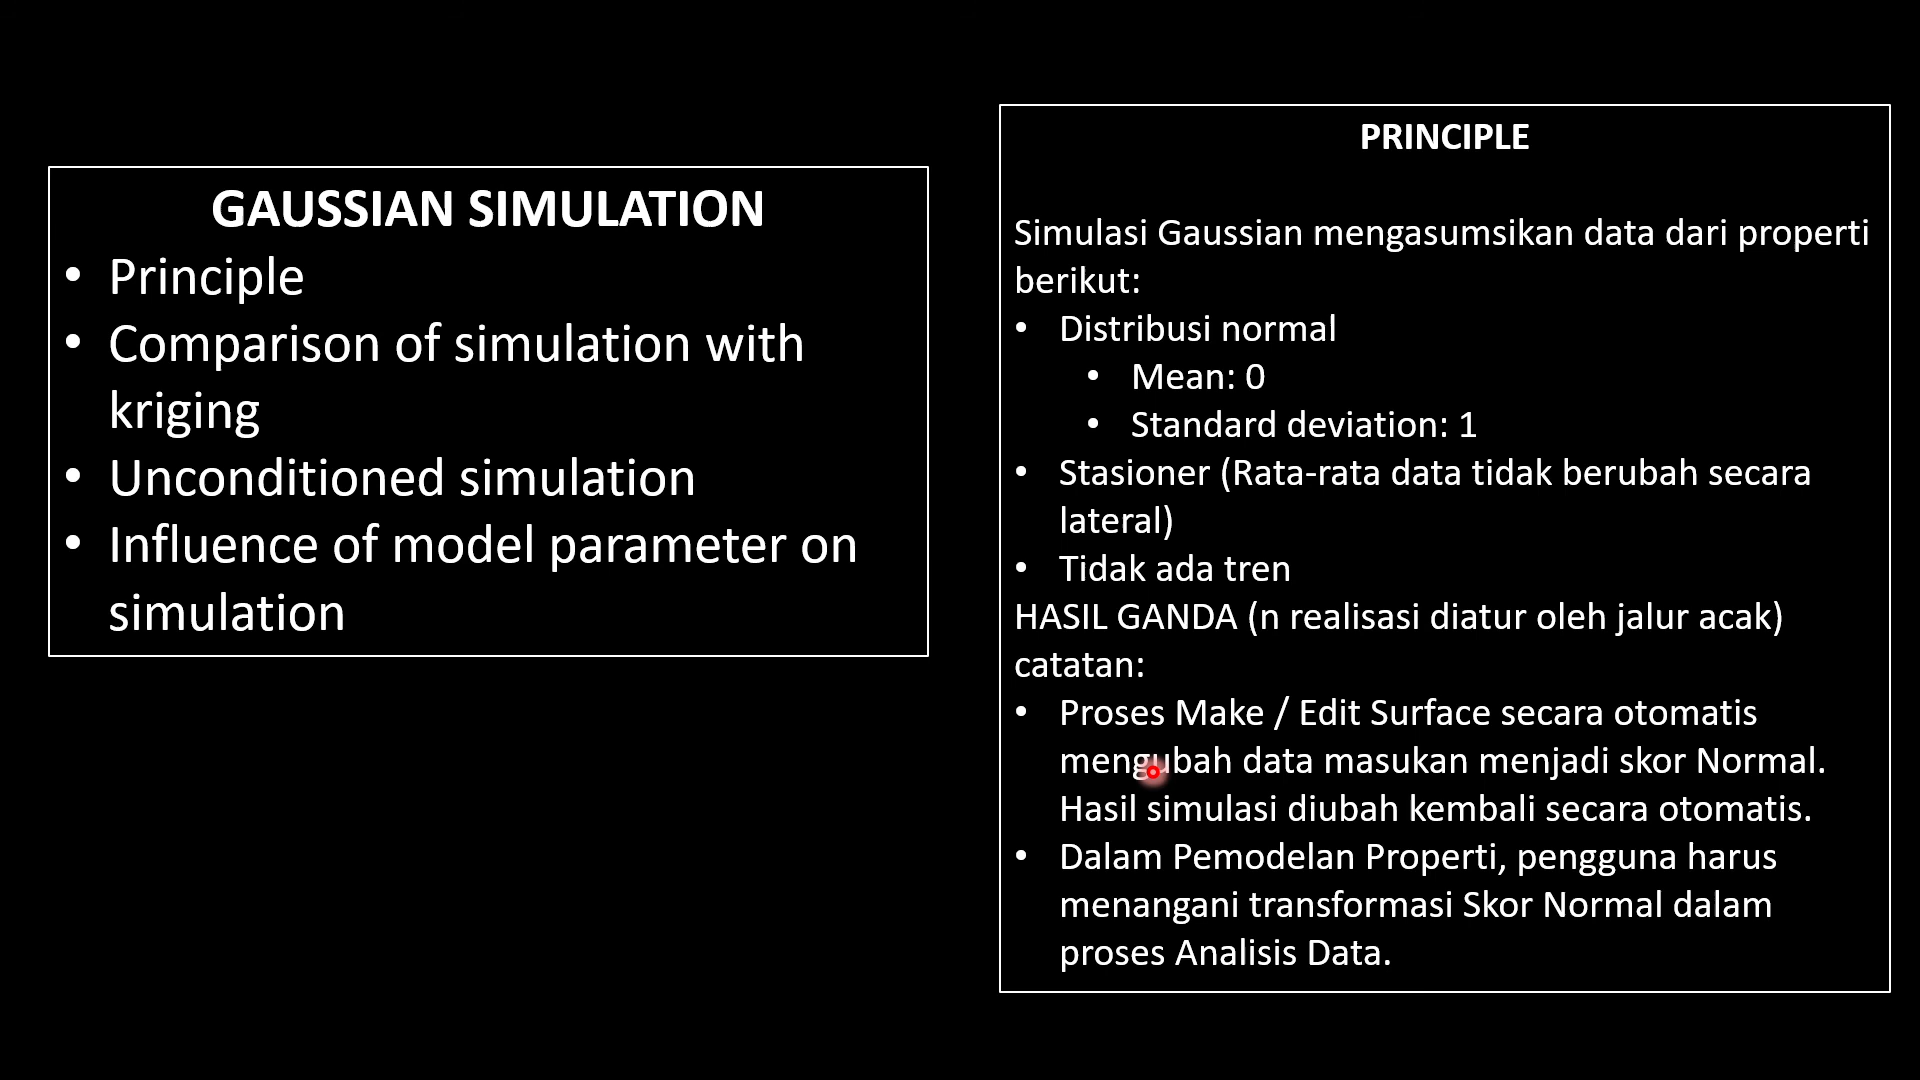 GAUSSIAN SIMULATION
• Principle
• Comparison of simulation with
kriging
• Unconditioned simulation
• Influence of model parameter on
simulation
PRINCIPLE
Simulasi Gaussian mengasumsikan data dari properti
berikut:
• Distribusi normal
• Mean: 0
• Standard deviation: 1
• Stasioner (Rata-rata data tidak berubah secara
lateral)
• Tidak ada tren
HASIL GANDA (n realisasi diatur oleh jalur acak)
catatan:
• Proses Make / Edit Surface secara otomatis
mengubah data masukan menjadi skor Normal.
Hasil simulasi diubah kembali secara otomatis.
• Dalam Pemodelan Properti, pengguna harus
menangani transformasi Skor Normal dalam
proses Analisis Data.